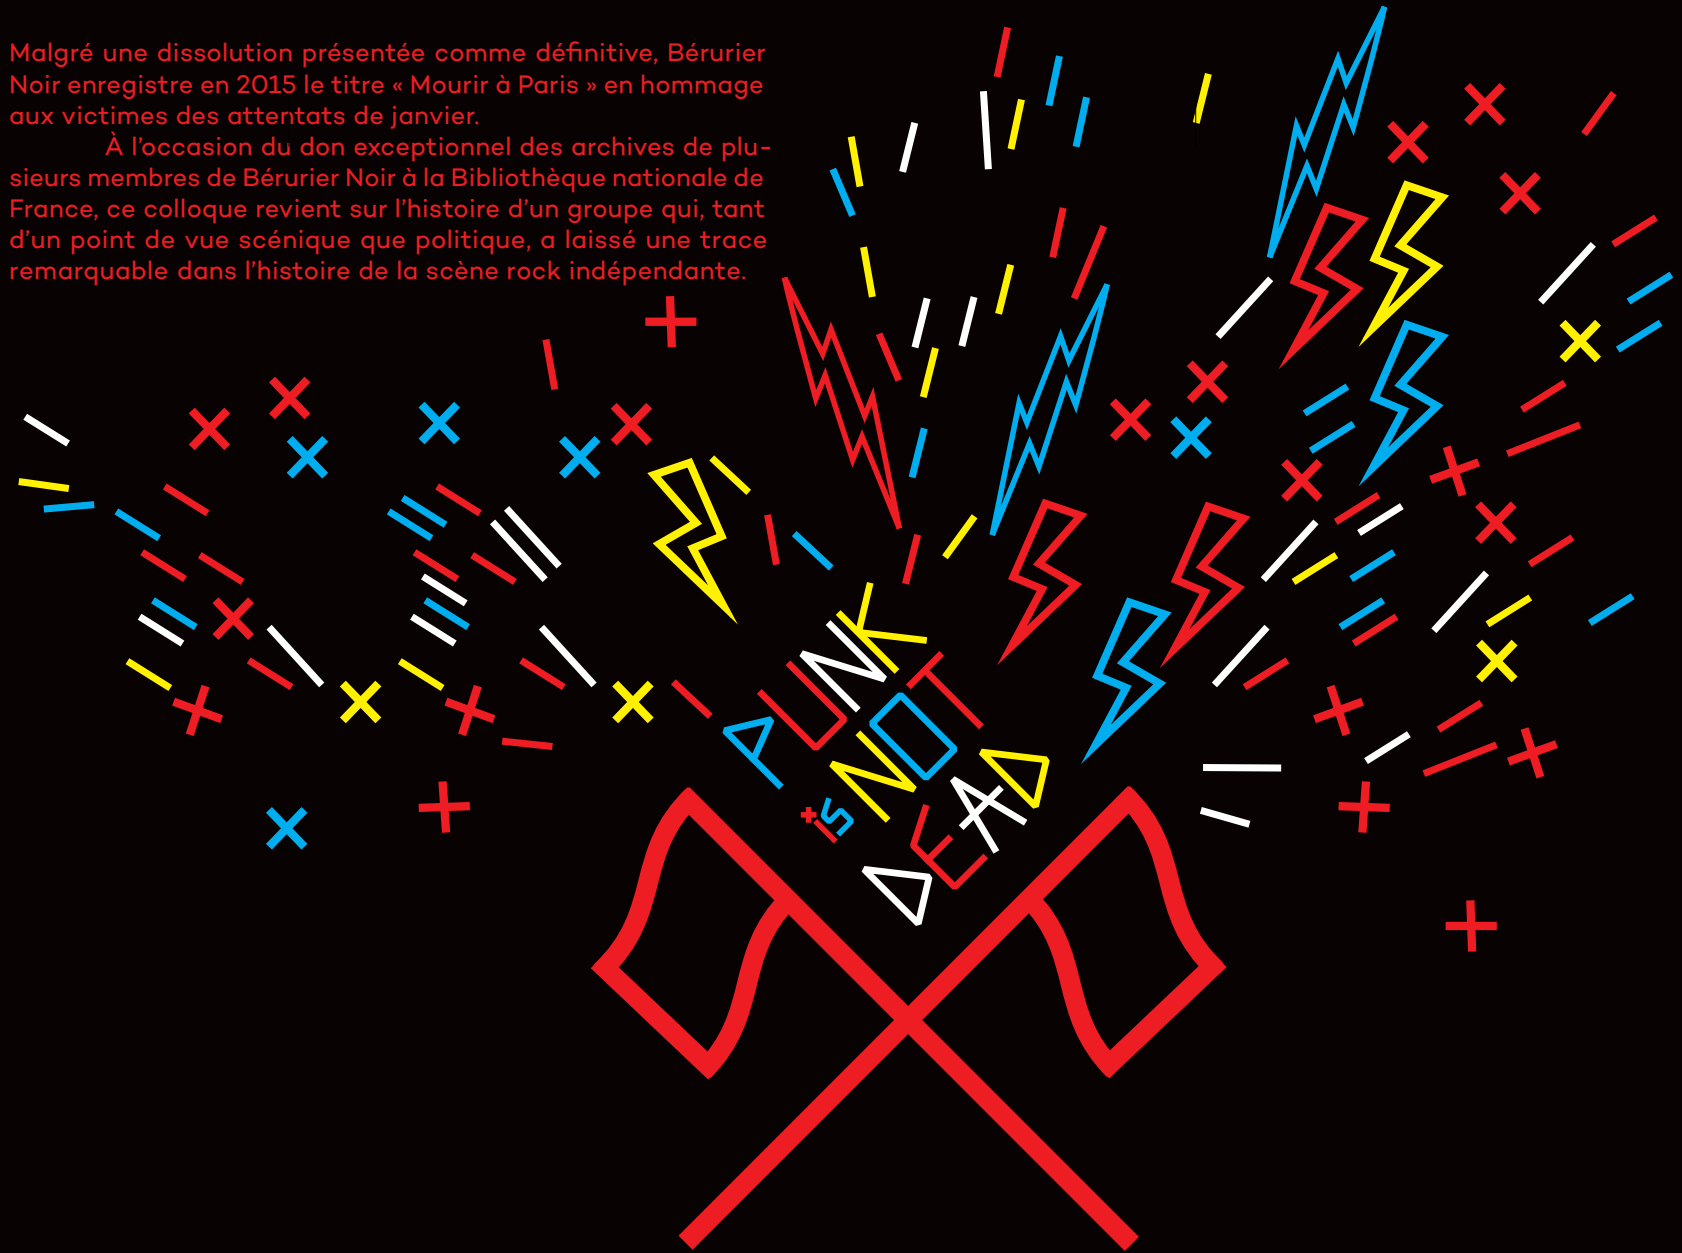 Malgré une dissolution présentée comme définitive, Bérurier
Noir enregistre en 2015 le titre « Mourir à Paris » en hommage
aux victimes des attentats de janvier.
À l’occasion du don exceptionnel des archives de plu-
sieurs membres de Bérurier Noir à la Bibliothèque nationale de
France, ce colloque revient sur l’histoire d’un groupe qui, tant
d’un point de vue scénique que politique, a laissé une trace
remarquable dans l’histoire de la scène rock indépendante.
PUNK
IS NOT
DEAD